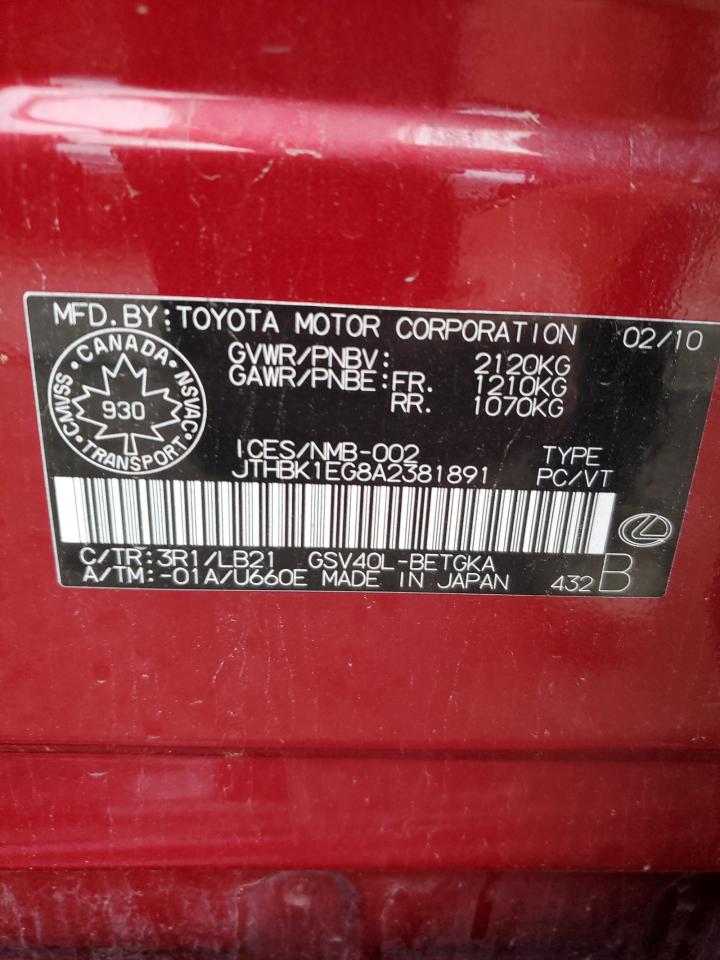 MFD. BY: TOYOTA MOTOR CORPORATION 02/10
CANADA
CMVSS NSVAC
930
TRANSPORT
GVWR/PNBV: 2120KG
GAWR/PNBE: FR. 1210KG
RR. 1070KG
ICES/NMB-002 TYPE
JTHBK1EG8A2381891 PC/VT
C/TR: 3R1/LB21 GSV40L-BETGKA
A/TM: -01A/U660E MADE IN JAPAN 432 B